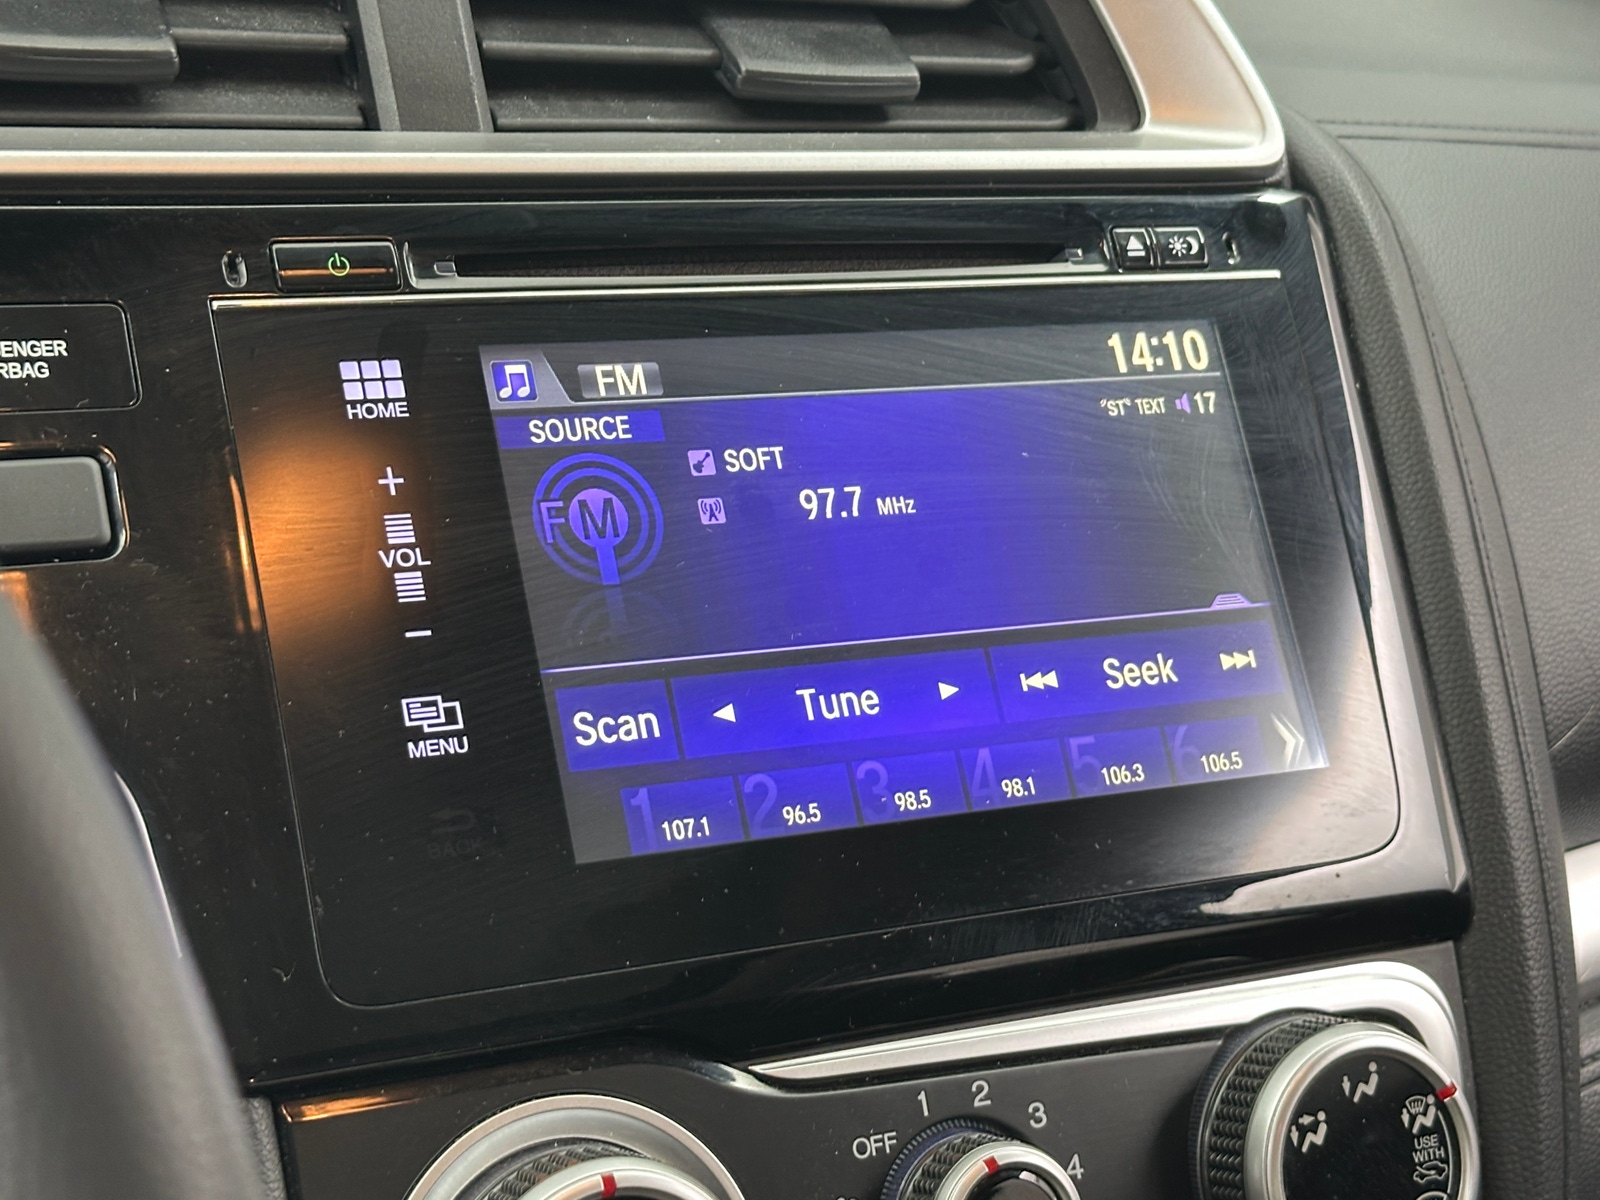 ENGER
RBAG
HOME
+
VOL
−
MENU
BACK
FM
14:10
SOURCE
"ST" TEXT 17
FM
SOFT
97.7 MHz
Scan
Tune
Seek
1 107.1
2 96.5
3 98.5
4 98.1
5 106.3
6 106.5
OFF
1
2
3
4
USE
WITH